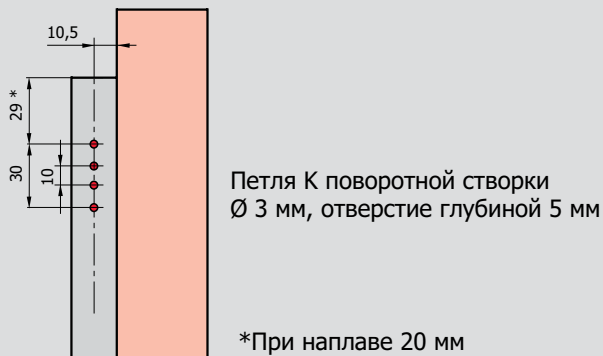 10,5
29 *
30
10
Петля K поворотной створки
Ø 3 мм, отверстие глубиной 5 мм
*При наплаве 20 мм